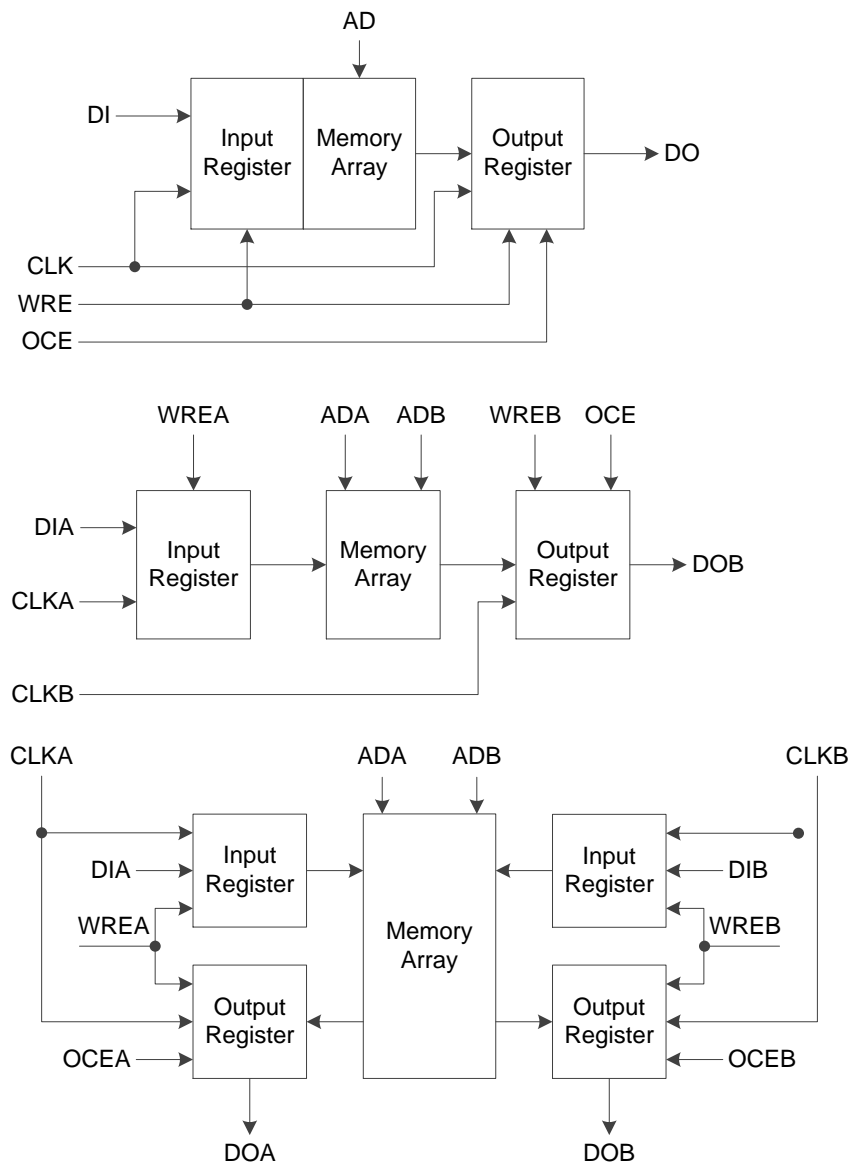 AD
DI
Input
Register
Memory
Array
Output
Register
DO
CLK
WRE
OCE
WREA
ADA
ADB
WREB
OCE
DIA
CLKA
Input
Register
Memory
Array
Output
Register
DOB
CLKB
CLKA
ADA
ADB
CLKB
DIA
Input
Register
Input
Register
DIB
WREA
Memory
Array
WREB
Output
Register
Output
Register
OCEA
OCEB
DOA
DOB